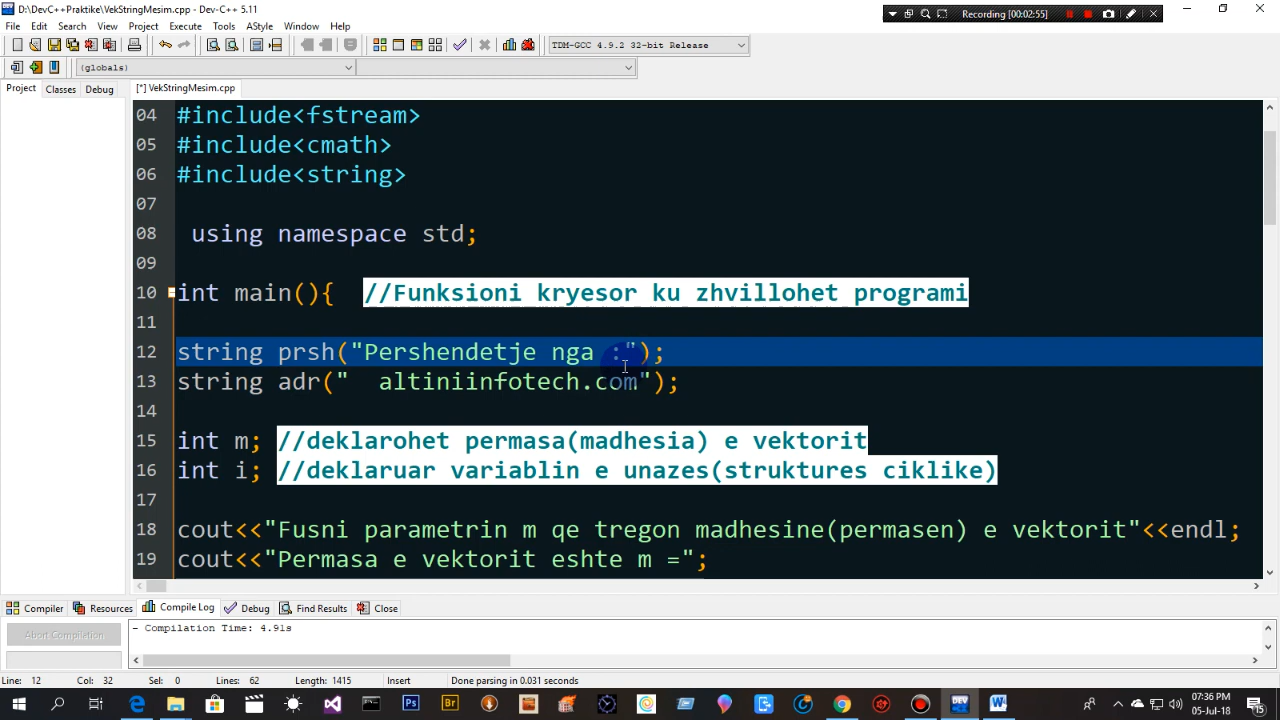 D:\DevC++Praktike\VekStringMesim.cpp - Dev-C++ 5.11
Recording [00:02:55]
File Edit Search View Project Execute Tools AStyle Window Help
TDM-GCC 4.9.2 32-bit Release
(globals)
Project Classes Debug
[*] VekStringMesim.cpp
04 #include<fstream>
05 #include<cmath>
06 #include<string>
07
08 using namespace std;
09
10 int main(){ //Funksioni kryesor ku zhvillohet programi
11
12 string prsh("Pershendetje nga :");
13 string adr("  altiniinfotech.com");
14
15 int m; //deklarohet permasa(madhesia) e vektorit
16 int i; //deklaruar variablin e unazes(struktures ciklike)
17
18 cout<<"Fusni parametrin m qe tregon madhesine(permasen) e vektorit"<<endl;
19 cout<<"Permasa e vektorit eshte m =";
Compiler Resources Compile Log Debug Find Results Close
Abort Compilation
- Compilation Time: 4.91s
Line: 12 Col: 32 Sel: 0 Lines: 62 Length: 1415 Insert Done parsing in 0.031 seconds
07:36 PM
05-Jul-18